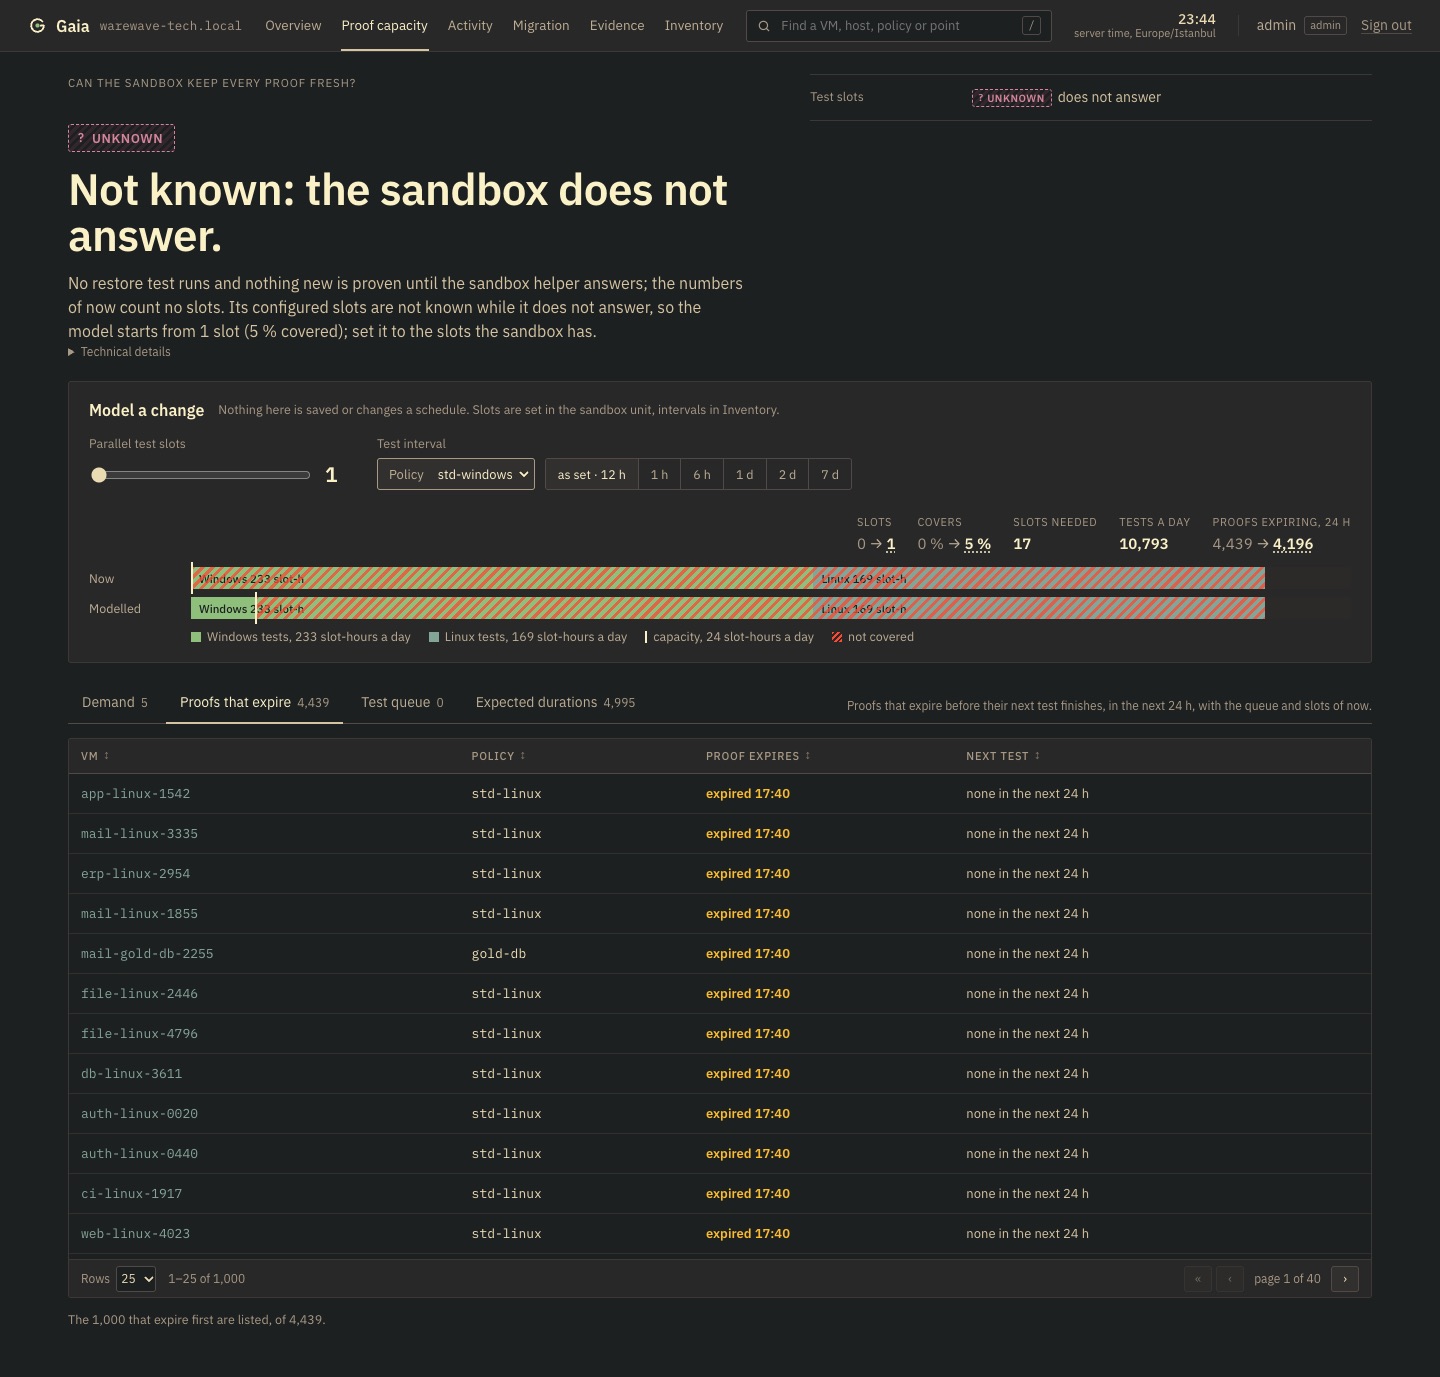 Gaia warewave-tech.local Overview Proof capacity Activity Migration Evidence Inventory Find a VM, host, policy or point / 23:44 admin admin Sign out
server time, Europe/Istanbul
CAN THE SANDBOX KEEP EVERY PROOF FRESH?
Test slots ? UNKNOWN does not answer
? UNKNOWN
Not known: the sandbox does not
answer.
No restore test runs and nothing new is proven until the sandbox helper answers; the numbers
of now count no slots. Its configured slots are not known while it does not answer, so the
model starts from 1 slot (5 % covered); set it to the slots the sandbox has.
Technical details
Model a change Nothing here is saved or changes a schedule. Slots are set in the sandbox unit, intervals in Inventory.
Parallel test slots Test interval
1 Policy std-windows as set · 12 h 1 h 6 h 1 d 2 d 7 d
SLOTS COVERS SLOTS NEEDED TESTS A DAY PROOFS EXPIRING, 24 H
0 → 1 0 % → 5 % 17 10,793 4,439 → 4,196
Now Windows 233 slot-h Linux 169 slot-h
Modelled Windows 233 slot-h Linux 169 slot-h
Windows tests, 233 slot-hours a day Linux tests, 169 slot-hours a day capacity, 24 slot-hours a day not covered
Demand 5 Proofs that expire 4,439 Test queue 0 Expected durations 4,995 Proofs that expire before their next test finishes, in the next 24 h, with the queue and slots of now.
VM ↕ POLICY ↕ PROOF EXPIRES ↕ NEXT TEST ↕
app-linux-1542 std-linux expired 17:40 none in the next 24 h
mail-linux-3335 std-linux expired 17:40 none in the next 24 h
erp-linux-2954 std-linux expired 17:40 none in the next 24 h
mail-linux-1855 std-linux expired 17:40 none in the next 24 h
mail-gold-db-2255 gold-db expired 17:40 none in the next 24 h
file-linux-2446 std-linux expired 17:40 none in the next 24 h
file-linux-4796 std-linux expired 17:40 none in the next 24 h
db-linux-3611 std-linux expired 17:40 none in the next 24 h
auth-linux-0020 std-linux expired 17:40 none in the next 24 h
auth-linux-0440 std-linux expired 17:40 none in the next 24 h
ci-linux-1917 std-linux expired 17:40 none in the next 24 h
web-linux-4023 std-linux expired 17:40 none in the next 24 h
Rows 25 1–25 of 1,000 « ‹ page 1 of 40 ›
The 1,000 that expire first are listed, of 4,439.